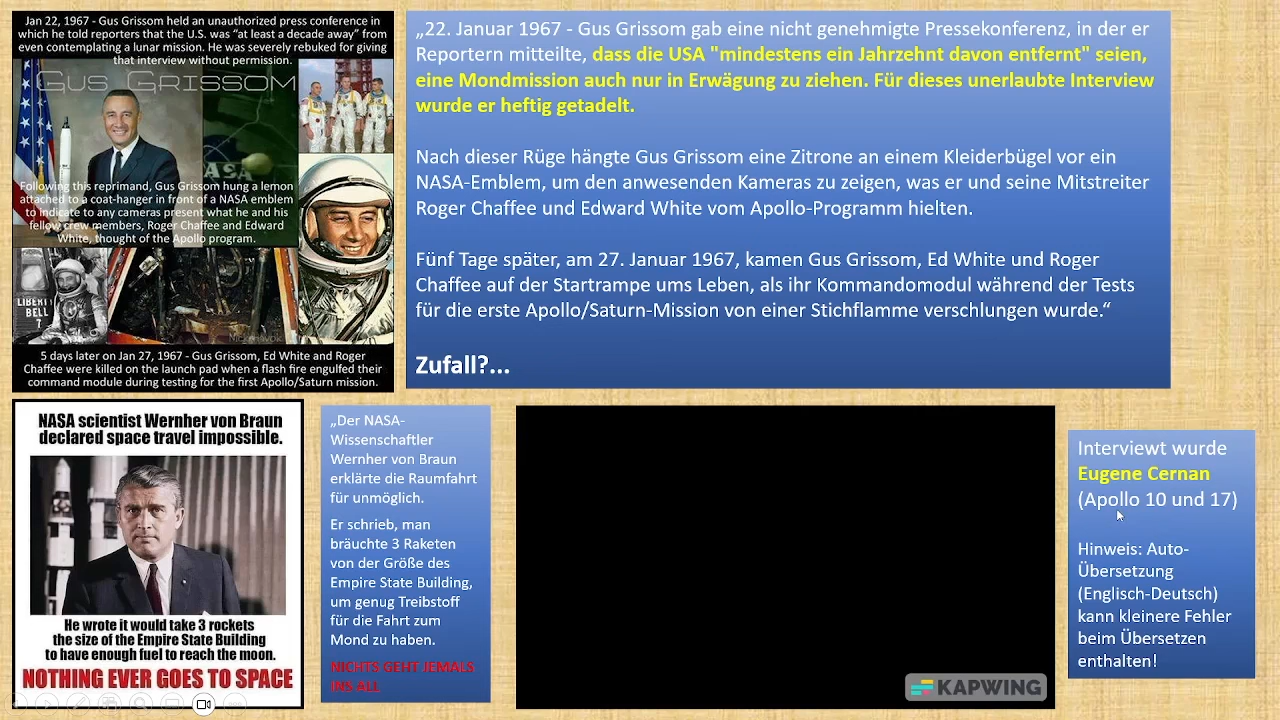 Jan 22, 1967 - Gus Grissom held an unauthorized press conference in
which he told reporters that the U.S. was "at least a decade away" from
even contemplating a lunar mission. He was severely rebuked for giving
that interview without permission.
GUS GRISSOM
Following this reprimand, Gus Grissom hung a lemon
attached to a coat-hanger in front of a NASA emblem
to indicate to any cameras present what he and his
fellow crew members, Roger Chaffee and Edward
White, thought of the Apollo program.
LIBERTY
BELL
7
5 days later on Jan 27, 1967 - Gus Grissom, Ed White and Roger
Chaffee were killed on the launch pad when a flash fire engulfed their
command module during testing for the first Apollo/Saturn mission.
„22. Januar 1967 - Gus Grissom gab eine nicht genehmigte Pressekonferenz, in der er
Reportern mitteilte, dass die USA "mindestens ein Jahrzehnt davon entfernt" seien,
eine Mondmission auch nur in Erwägung zu ziehen. Für dieses unerlaubte Interview
wurde er heftig getadelt.
Nach dieser Rüge hängte Gus Grissom eine Zitrone an einem Kleiderbügel vor ein
NASA-Emblem, um den anwesenden Kameras zu zeigen, was er und seine Mitstreiter
Roger Chaffee und Edward White vom Apollo-Programm hielten.
Fünf Tage später, am 27. Januar 1967, kamen Gus Grissom, Ed White und Roger
Chaffee auf der Startrampe ums Leben, als ihr Kommandomodul während der Tests
für die erste Apollo/Saturn-Mission von einer Stichflamme verschlungen wurde.“
Zufall?...
NASA scientist Wernher von Braun
declared space travel impossible.
He wrote it would take 3 rockets
the size of the Empire State Building
to have enough fuel to reach the moon.
NOTHING EVER GOES TO SPACE
„Der NASA-
Wissenschaftler
Wernher von Braun
erklärte die Raumfahrt
für unmöglich.
Er schrieb, man
bräuchte 3 Raketen
von der Größe des
Empire State Building,
um genug Treibstoff
für die Fahrt zum
Mond zu haben.
NICHTS GEHT JEMALS
INS ALL
KAPWING
Interviewt wurde
Eugene Cernan
(Apollo 10 und 17)
Hinweis: Auto-
Übersetzung
(Englisch-Deutsch)
kann kleinere Fehler
beim Übersetzen
enthalten!